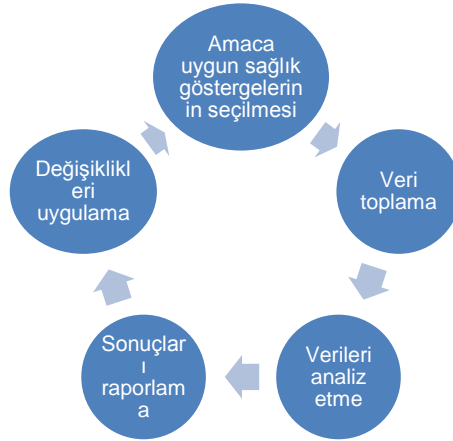 Amaca
uygun sağlık
göstergelerin
in seçilmesi
Veri
toplama
Verileri
analiz
etme
Sonuçlar
ı
raporlam
a
Değişiklikl
eri
uygulama